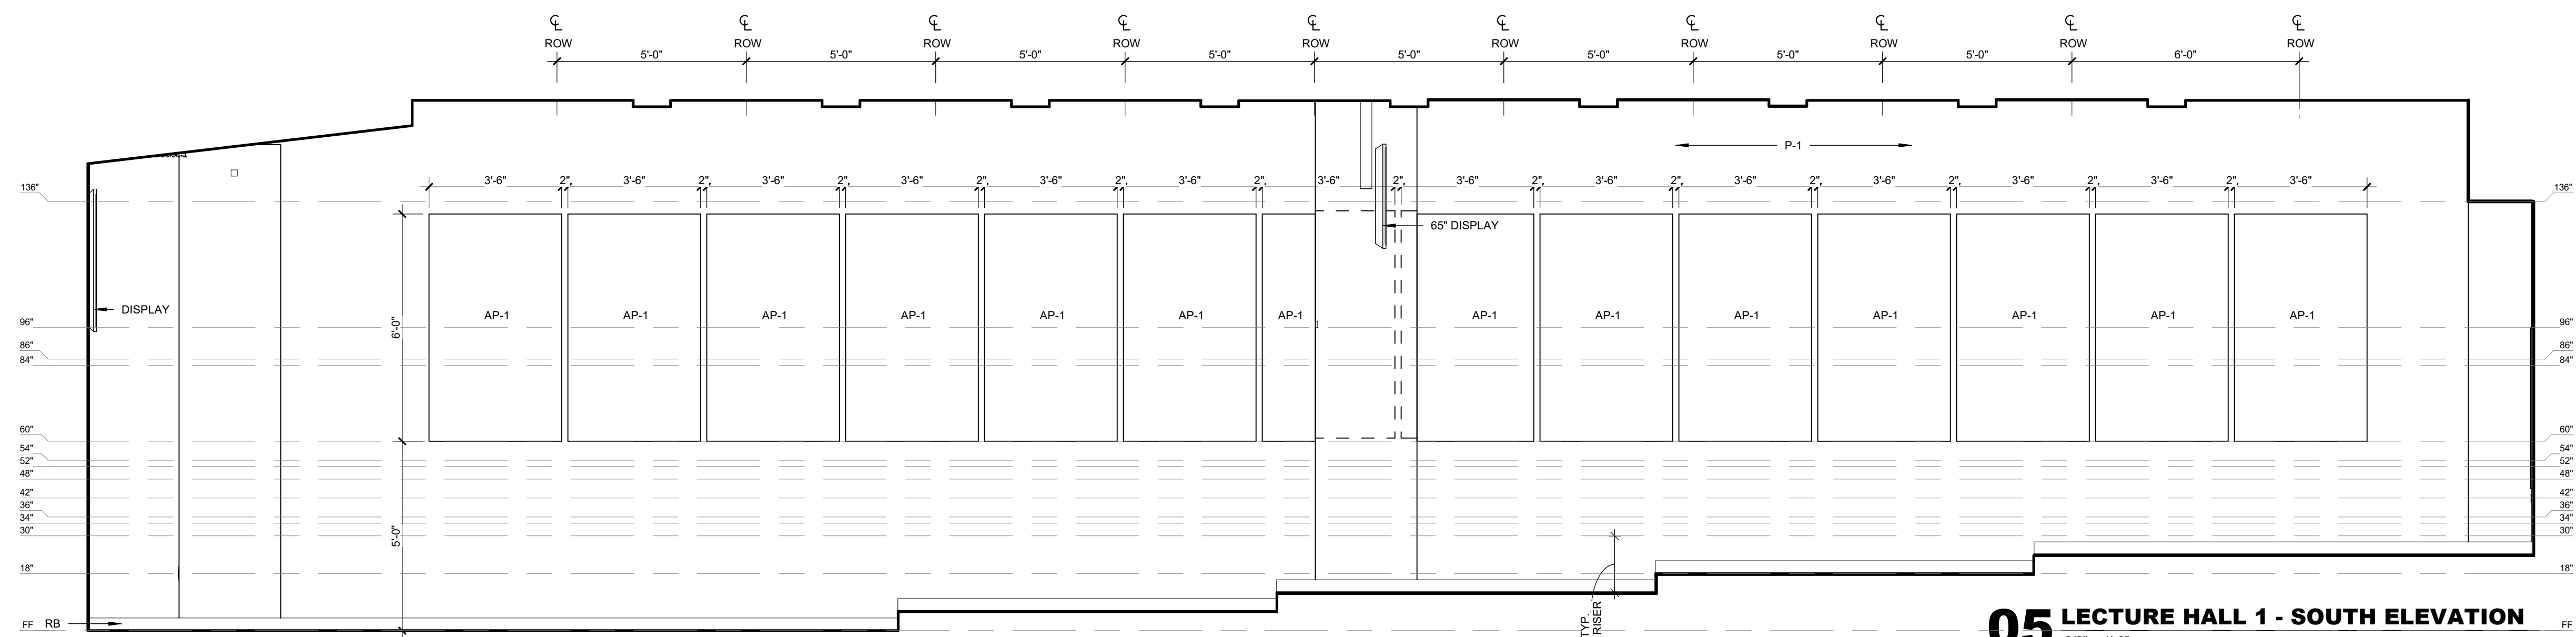 ℄ ℄ ℄ ℄ ℄ ℄ ℄ ℄ ℄ ℄
ROW ROW ROW ROW ROW ROW ROW ROW ROW ROW
5'-0" 5'-0" 5'-0" 5'-0" 5'-0" 5'-0" 5'-0" 5'-0" 6'-0"
P-1
136" 3'-6" 2", 3'-6" 2", 3'-6" 2", 3'-6" 2", 3'-6" 2", 3'-6" 2", 3'-6" 2", 3'-6" 2", 3'-6" 2", 3'-6" 2", 3'-6" 2", 3'-6" 2", 3'-6" 2", 3'-6" 136"
65" DISPLAY
DISPLAY
AP-1 AP-1 AP-1 AP-1 AP-1 AP-1 AP-1 AP-1 AP-1 AP-1 AP-1 AP-1 AP-1 AP-1
96" 6'-0" 96"
86" 86"
84" 84"
60" 60"
54" 54"
52" 52"
48" 48"
42" 42"
36" 36"
34" 34"
30" 5'-0" 30"
18" 18"
TYP.
RISER
05 LECTURE HALL 1 - SOUTH ELEVATION
FF RB FF